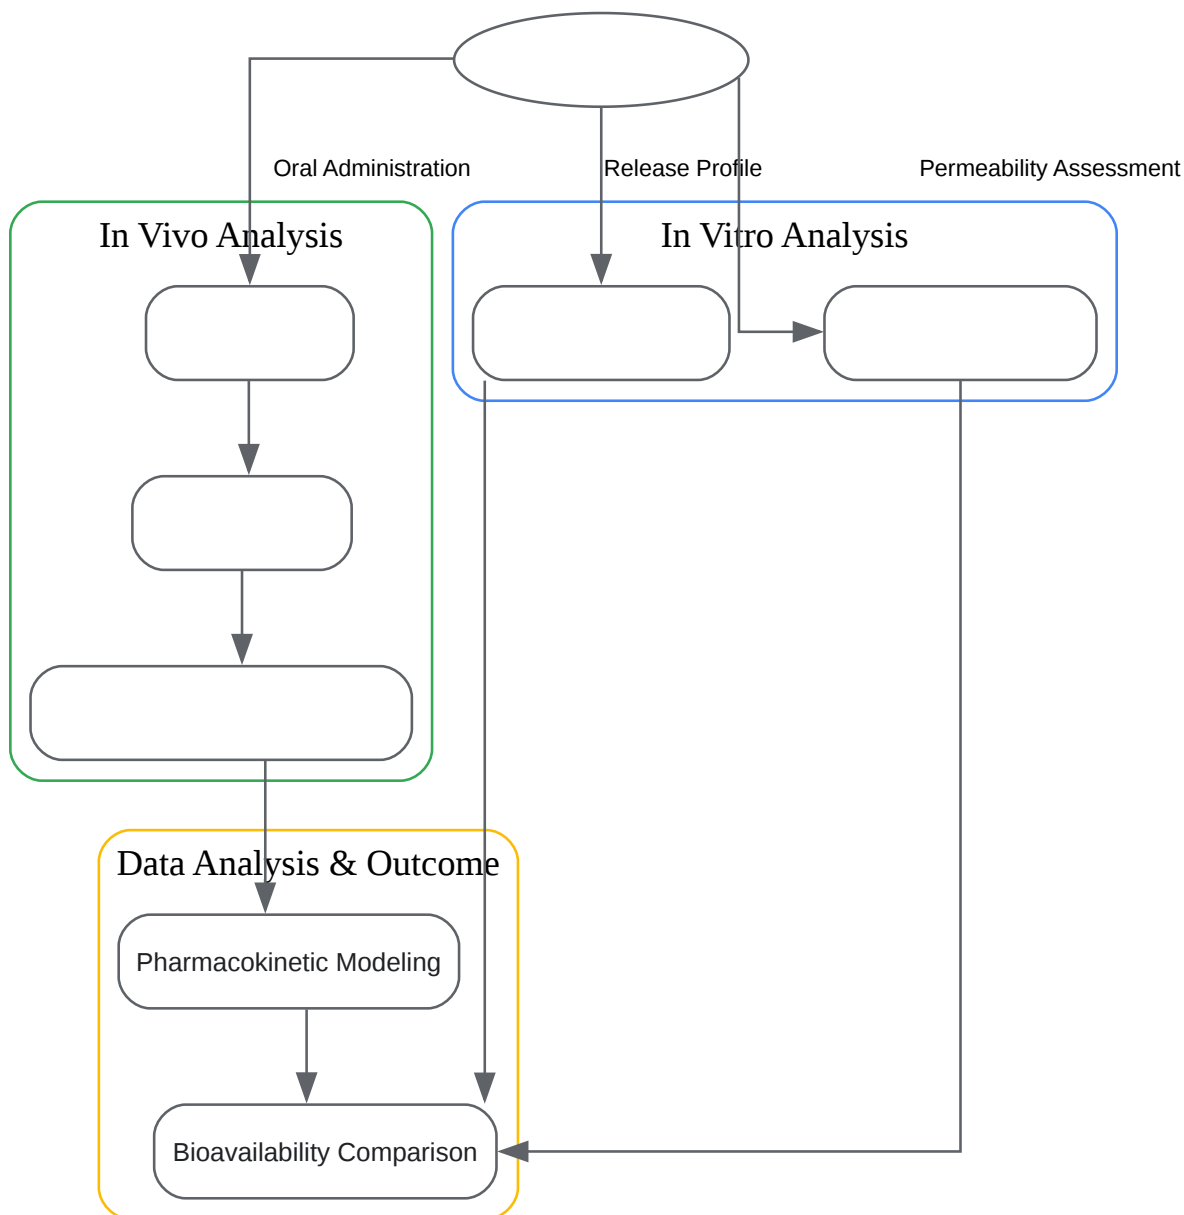 Oral Administration
Release Profile
Permeability Assessment
In Vivo Analysis
In Vitro Analysis
Data Analysis & Outcome
Pharmacokinetic Modeling
Bioavailability Comparison